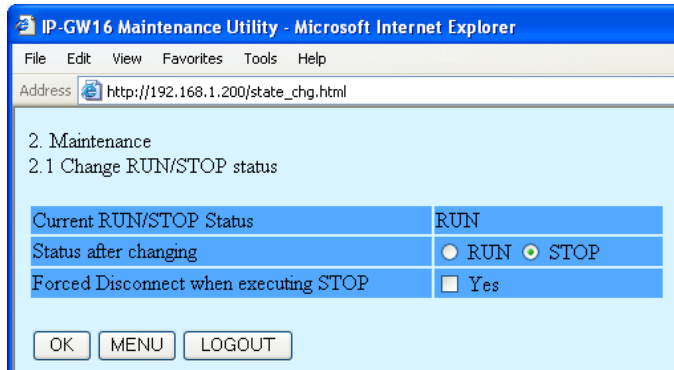 IP-GW16 Maintenance Utility - Microsoft Internet Explorer
File Edit View Favorites Tools Help
Address http://192.168.1.200/state_chg.html
2. Maintenance
2.1 Change RUN/STOP status
Current RUN/STOP Status RUN
Status after changing RUN STOP
Forced Disconnect when executing STOP Yes
OK MENU LOGOUT